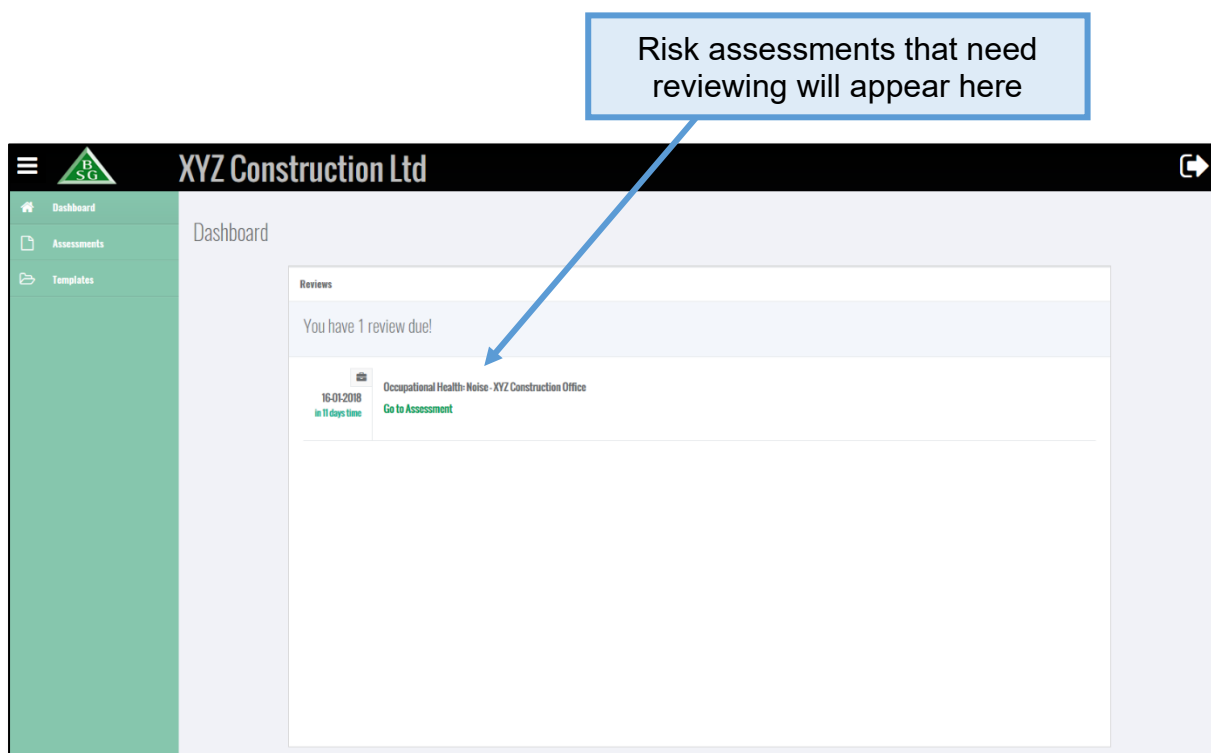 Risk assessments that need
reviewing will appear here
B
SG
XYZ Construction Ltd
Dashboard
Assessments
Templates
Dashboard
Reviews
You have 1 review due!
16-01-2018
in 11 days time
Occupational Health: Noise - XYZ Construction Office
Go to Assessment